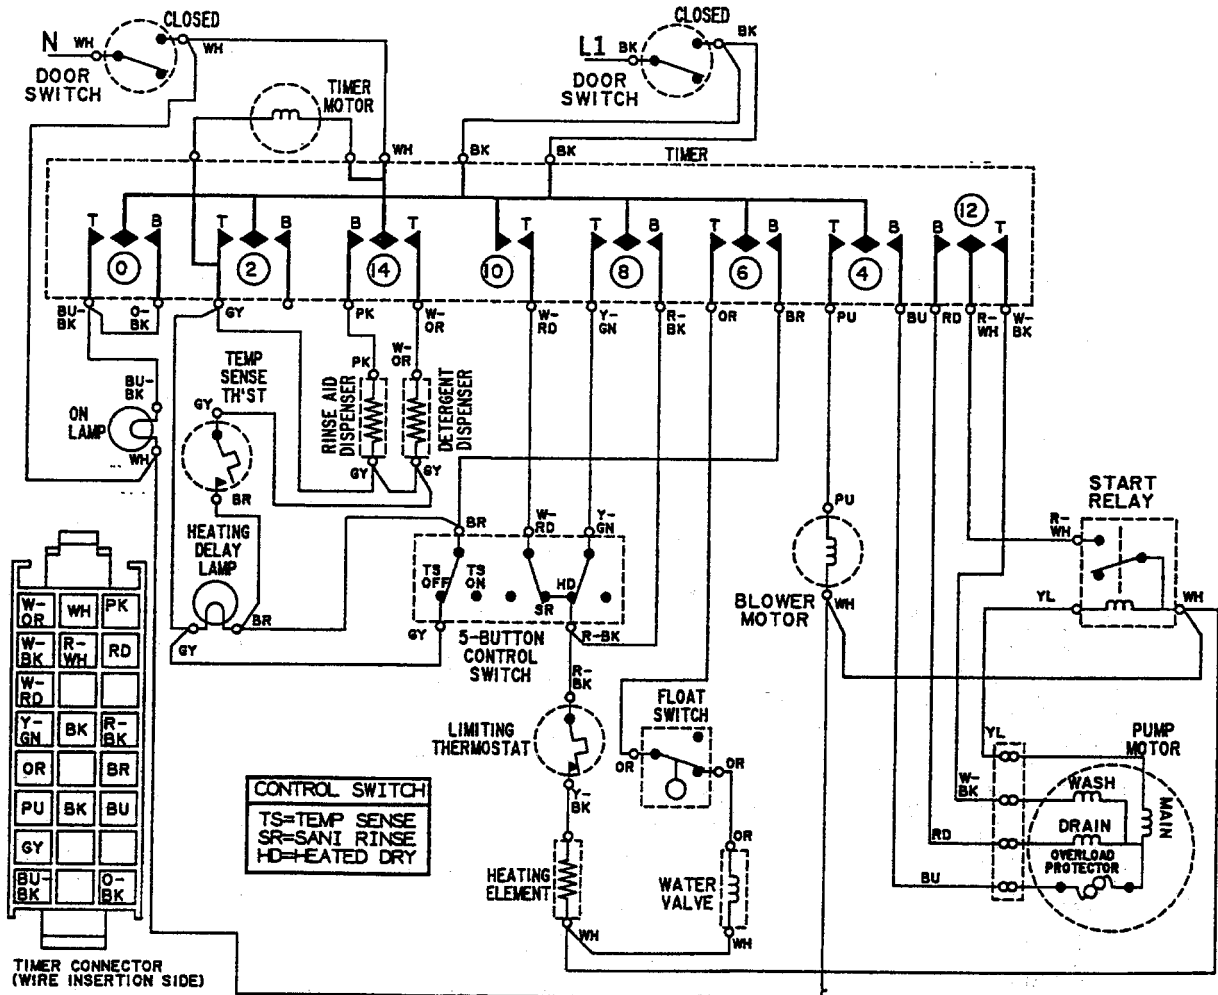 CLOSED
N
WH
WH
DOOR
SWITCH
CLOSED
L1
BK
BK
DOOR
SWITCH
TIMER
MOTOR
WH
BK
BK
TIMER
T
B
T
B
B
T
T
T
B
T
B
T
B
B
12
T
0
2
14
10
8
6
4
BU-
BK
O-
BK
GY
PK
W-
OR
W-
RD
Y-
GN
R-
BK
OR
BR
PU
BU
RD
R-
WH
W-
BK
TEMP
SENSE
TH'ST
PK
W-
OR
BU-
BK
ON
LAMP
WH
GY
RINSE AID
DISPENSER
DETERGENT
DISPENSER
GY
GY
BR
HEATING
DELAY
LAMP
BR
GY
BR
W-
RD
Y-
GN
TS
OFF
TS
ON
HD
SR
GY
R-BK
5-BUTTON
CONTROL
SWITCH
R-
BK
PU
BLOWER
MOTOR
WH
START
RELAY
R-
WH
YL
WH
LIMITING
THERMOSTAT
Y-
BK
FLOAT
SWITCH
OR
OR
OR
HEATING
ELEMENT
WH
WATER
VALVE
WH
YL
PUMP
MOTOR
W-
BK
WASH
MAIN
RD
DRAIN
OVERLOAD
PROTECTOR
BU
CONTROL SWITCH
TS=TEMP SENSE
SR=SANI RINSE
HD=HEATED DRY
W-
OR
WH
PK
W-
BK
R-
WH
RD
W-
RD
Y-
GN
BK
R-
BK
OR
BR
PU
BK
BU
GY
BU-
BK
O-
BK
TIMER CONNECTOR
(WIRE INSERTION SIDE)